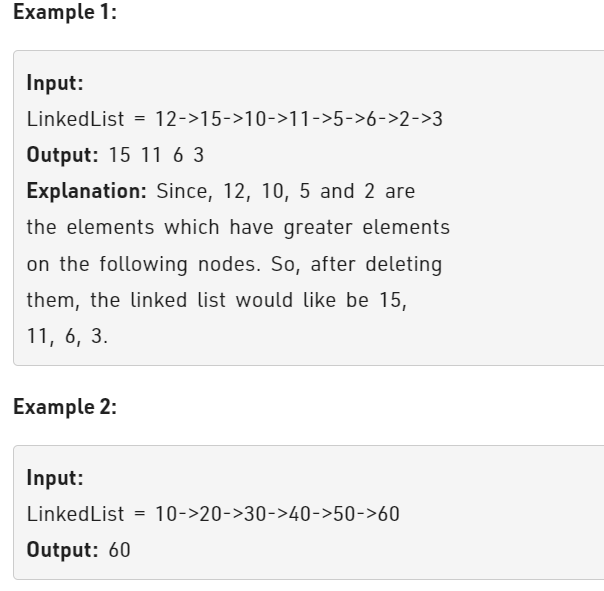 Example 1:
Input:
LinkedList = 12->15->10->11->5->6->2->3
Output: 15 11 6 3
Explanation: Since, 12, 10, 5 and 2 are
the elements which have greater elements
on the following nodes. So, after deleting
them, the linked list would like be 15,
11, 6, 3.
Example 2:
Input:
LinkedList = 10->20->30->40->50->60
Output: 60